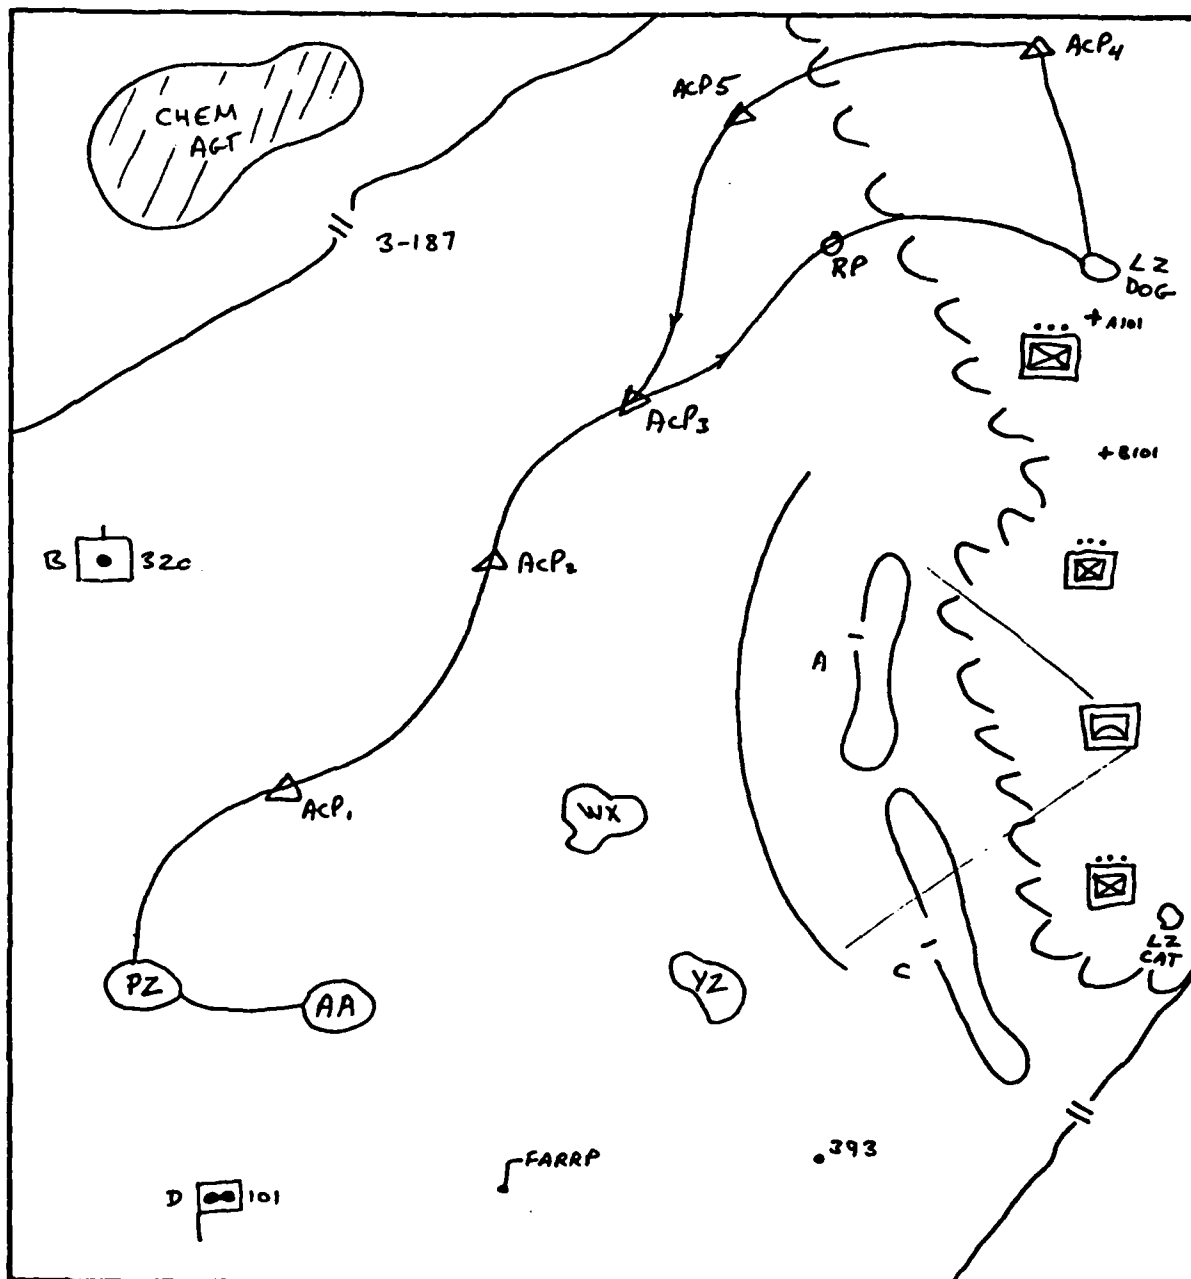 ACP4
ACP5
CHEM
AGT
3-187
RP
LZ
DOG
+A101
ACP3
+B101
B 320
ACP2
A
WX
ACP1
LZ
CAT
C
YZ
PZ
AA
393
FARRP
D 101